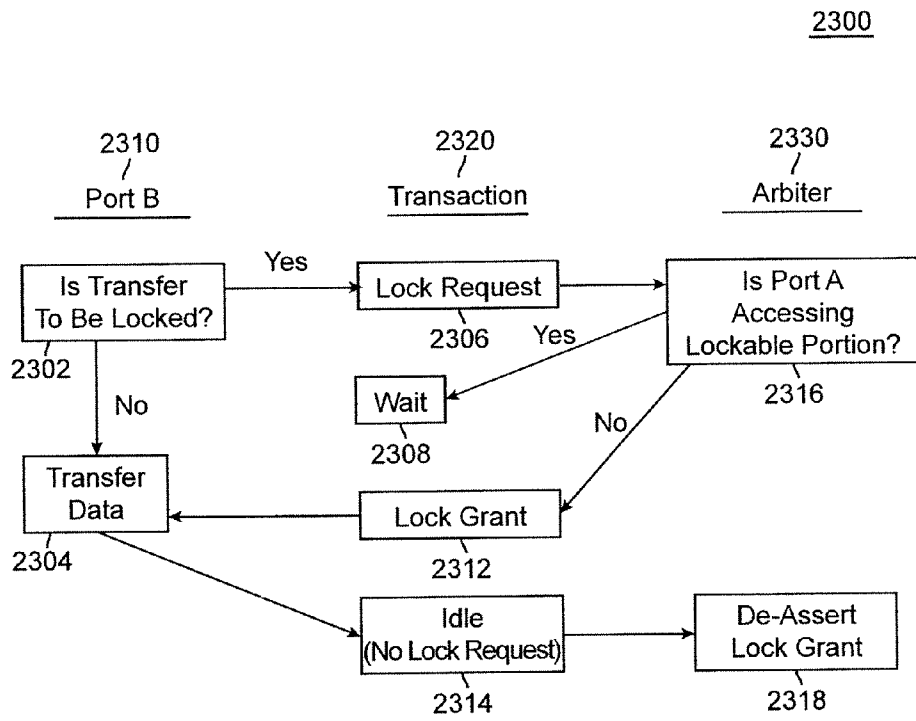 2300
2310
2320
2330
Port B
Transaction
Arbiter
Is Transfer
To Be Locked?
2302
Yes
Lock Request
2306
Is Port A
Accessing
Lockable Portion?
2316
Yes
Wait
2308
No
No
Transfer
Data
2304
Lock Grant
2312
Idle
(No Lock Request)
2314
De-Assert
Lock Grant
2318